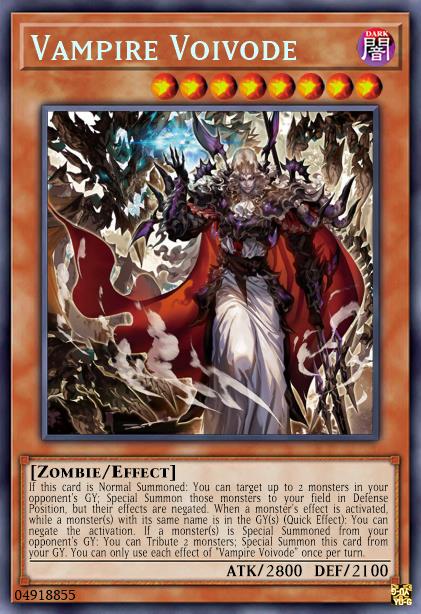 VAMPIRE VOIVODE
DARK
闇
[ZOMBIE/EFFECT]
If this card is Normal Summoned: You can target up to 2 monsters in your
opponent's GY; Special Summon those monsters to your field in Defense
Position, but their effects are negated. When a monster's effect is activated,
while a monster(s) with its same name is in the GY(s) (Quick Effect): You can
negate the activation. If a monster(s) is Special Summoned from your
opponent's GY: You can Tribute 2 monsters; Special Summon this card from
your GY. You can only use each effect of "Vampire Voivode" once per turn.
ATK/2800 DEF/2100
04918855